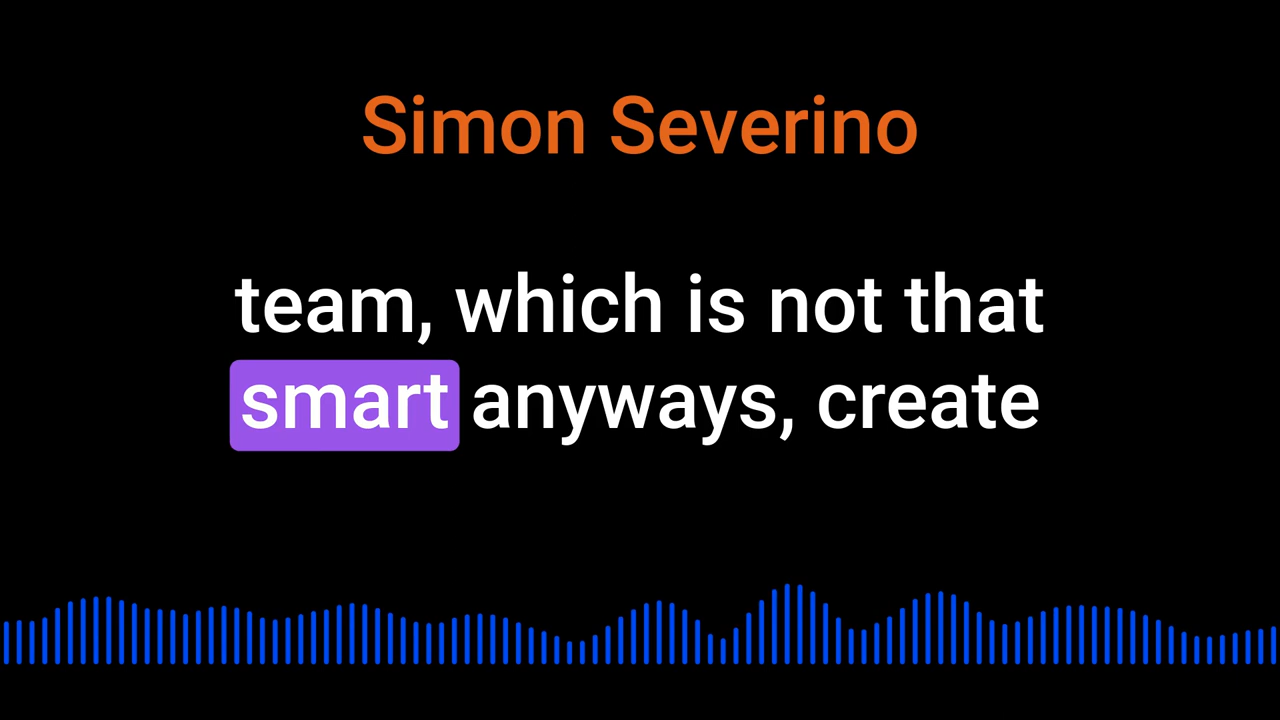 Simon Severino
team, which is not that
smart anyways, create